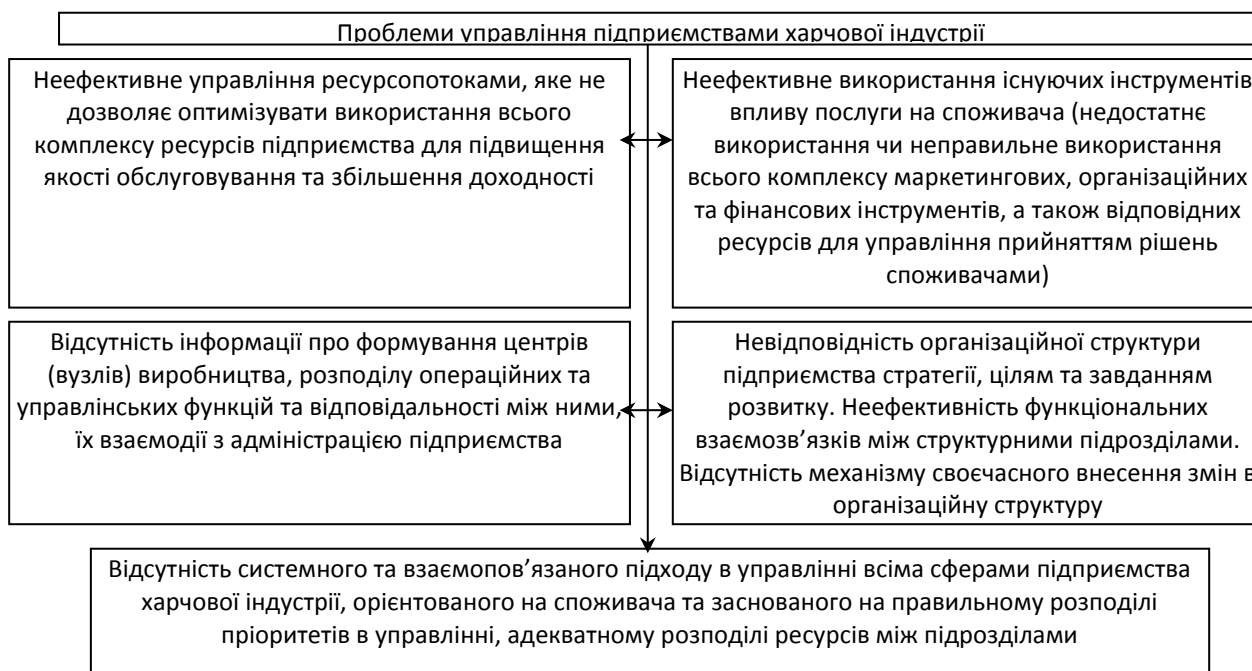 Проблеми управління підприємствами харчової індустрії
Неефективне управління ресурсопотоками, яке не
дозволяє оптимізувати використання всього
комплексу ресурсів підприємства для підвищення
якості обслуговування та збільшення доходності
Неефективне використання існуючих інструментів
впливу послуги на споживача (недостатнє
використання чи неправильне використання
всього комплексу маркетингових, організаційних
та фінансових інструментів, а також відповідних
ресурсів для управління прийняттям рішень
споживачами)
Відсутність інформації про формування центрів
(вузлів) виробництва, розподілу операційних та
управлінських функцій та відповідальності між ними,
їх взаємодії з адміністрацією підприємства
Невідповідність організаційної структури
підприємства стратегії, цілям та завданням
розвитку. Неефективність функціональних
взаємозв’язків між структурними підрозділами.
Відсутність механізму своєчасного внесення змін в
організаційну структуру
Відсутність системного та взаємопов’язаного підходу в управлінні всіма сферами підприємства
харчової індустрії, орієнтованого на споживача та заснованого на правильному розподілі
пріоритетів в управлінні, адекватному розподілі ресурсів між підрозділами